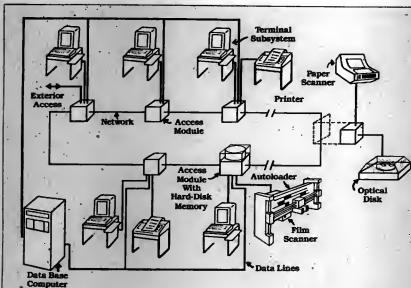 Terminal
Subsystem
Paper
Scanner
Exterior
Access
Network
Access
Module
Printer
Access
Module
With
Hard-Disk
Memory
Autoloader
Optical
Disk
Film
Scanner
Data Base
Computer
Data Lines